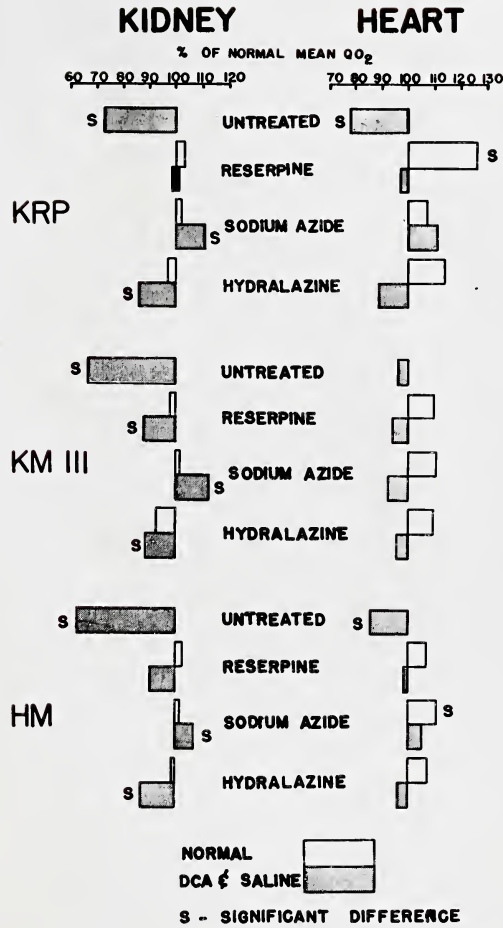 KIDNEY HEART
% OF NORMAL MEAN QO2
60 70 80 90 100 110 120 70 80 90 100 110 120 130
S UNTREATED S
RESERPINE S
KRP
SODIUM AZIDE
S
S HYDRALAZINE
S UNTREATED
RESERPINE
S
KM III
SODIUM AZIDE
S
HYDRALAZINE
S
S UNTREATED S
RESERPINE
HM
SODIUM AZIDE S
S
HYDRALAZINE
S
NORMAL
DCA & SALINE
S - SIGNIFICANT DIFFERENCE